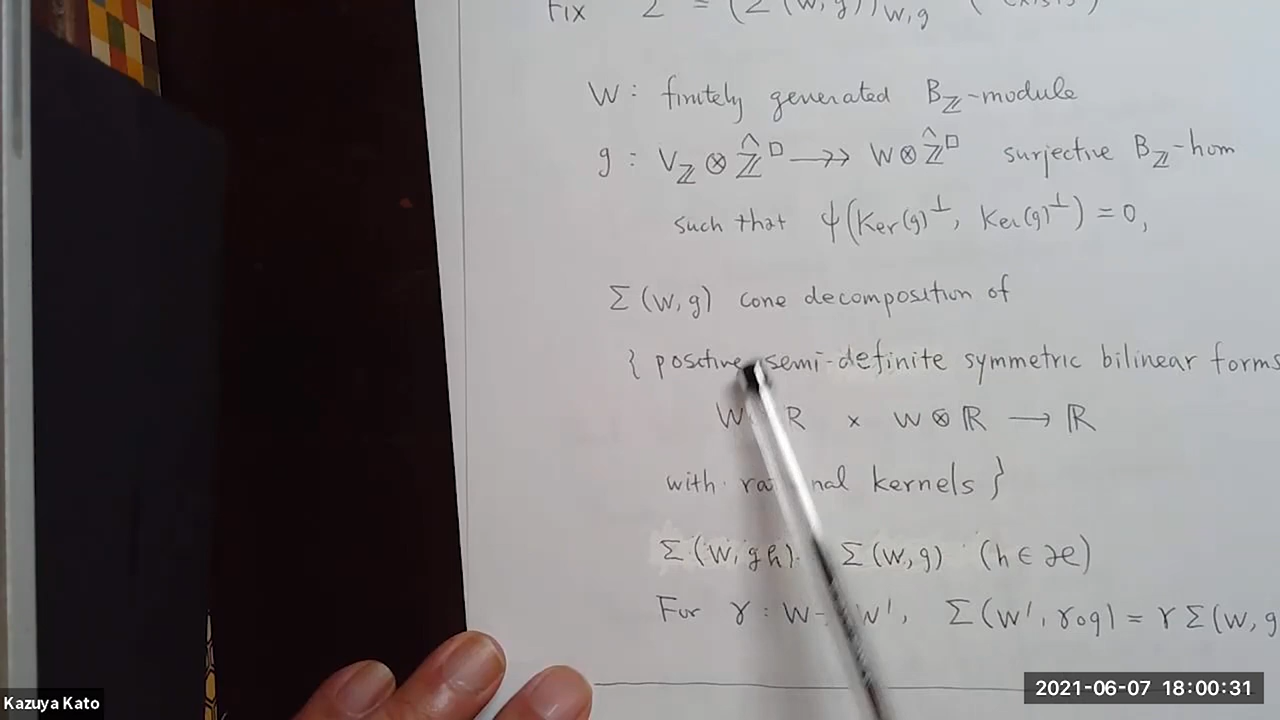 Fix Σ = (Σ(W,g))_{W,g} (
W : finitely generated B_ℤ-module
g : V_ℤ ⊗ ℤ̂^□ ↠ W ⊗ ℤ̂^□ surjective B_ℤ-hom
such that ψ(Ker(g)^⊥, Ker(g)^⊥) = 0,
Σ(W,g) cone decomposition of
{ positive semi-definite symmetric bilinear forms
W ℝ × W ⊗ ℝ → ℝ
with kernels }
Σ(W, gh) Σ(W,g) (h ∈
For γ : W W', Σ(W', γ∘g) = γ Σ(W, g
Kazuya Kato
2021-06-07 18:00:31